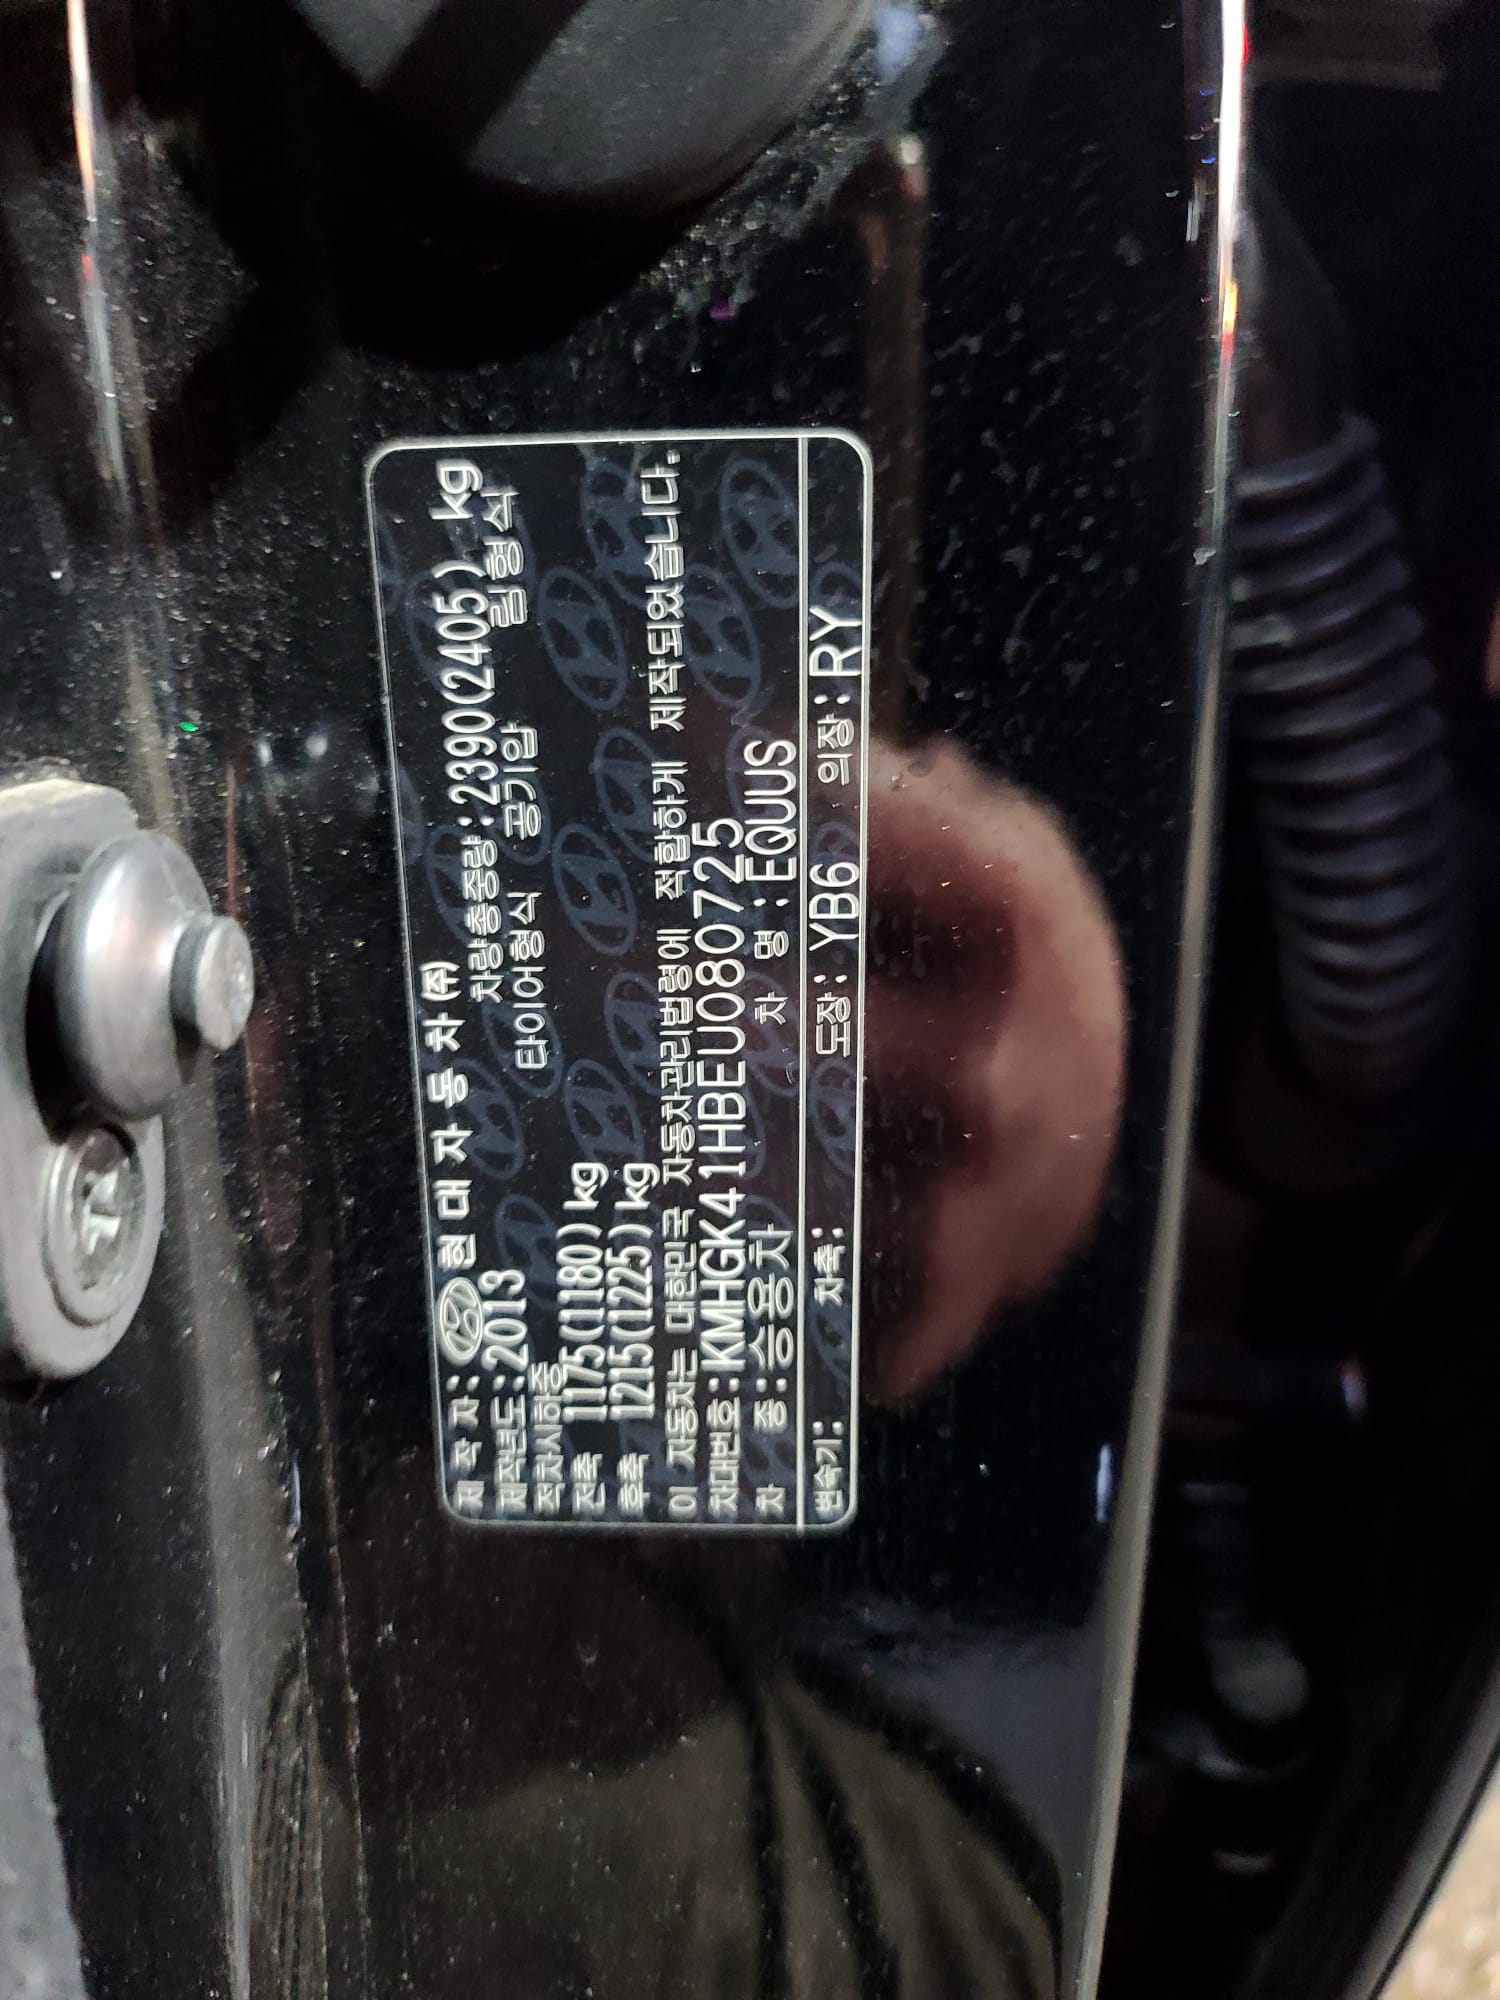 제 작 자: 현 대 자 동 차 (주)
제작년도:2013 차량총중량:2390(2405) kg
적차시하중 타이어형식 공기압 림형식
전축 1175(1180) kg
후축 1215(1225) kg
이 자동차는 대한민국 자동차관리법령에 적합하게 제작되었습니다.
차대번호:KMHGK41HBEU080725
차 종:승용차 차 명:EQUUS
변속기: 차축: 도장: YB6 의장:RY